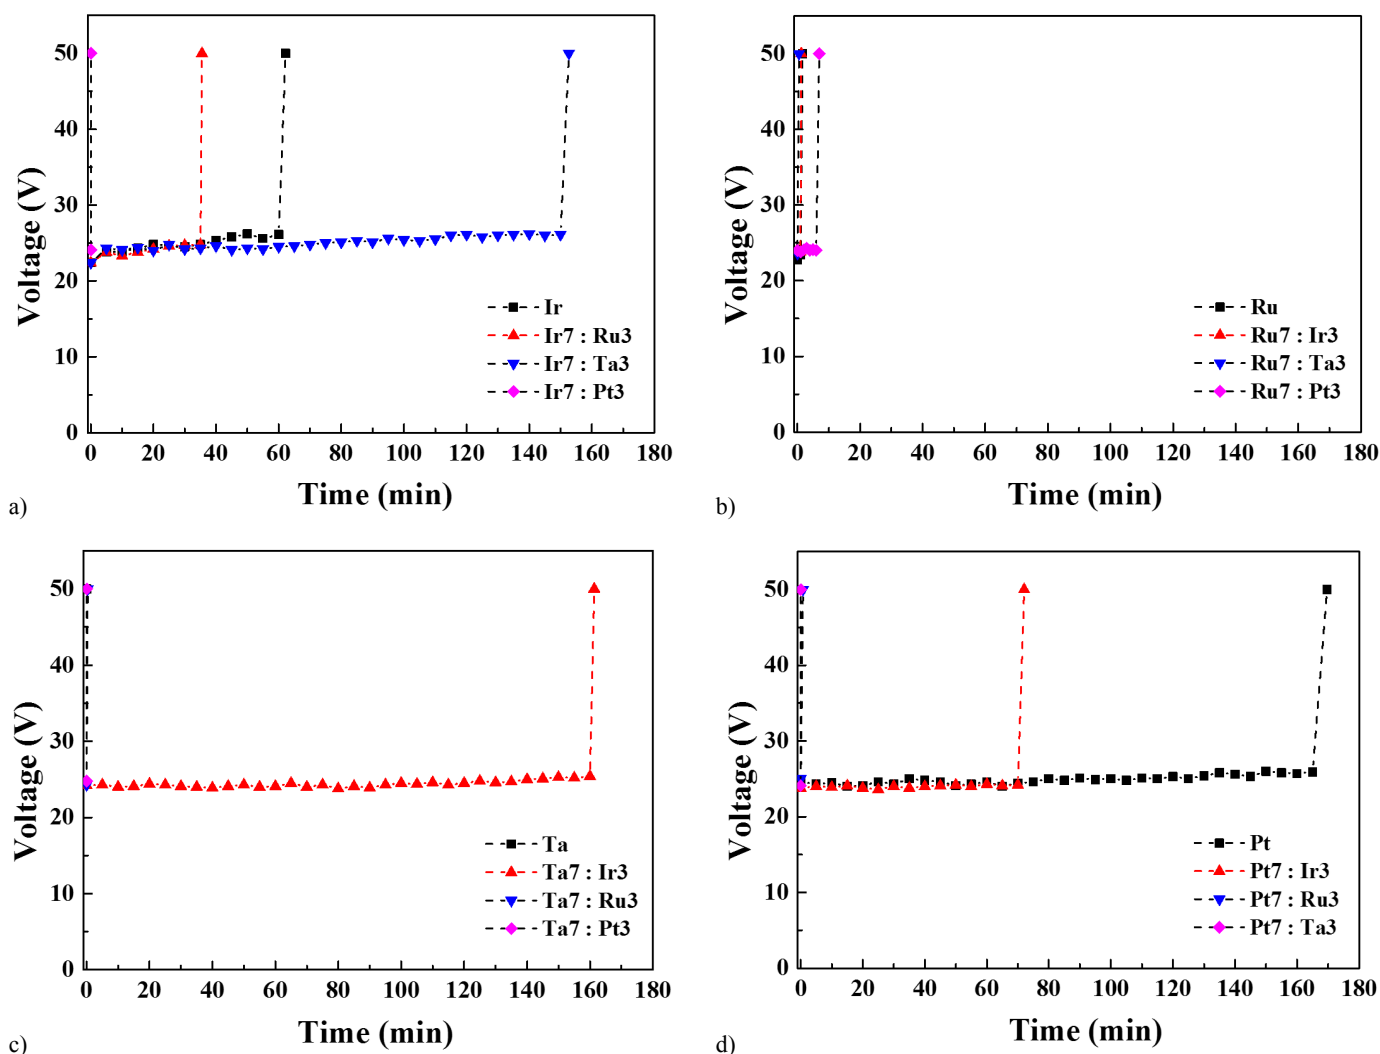 50
40
30
20
10
0
Voltage (V)
Ir
Ir7 : Ru3
Ir7 : Ta3
Ir7 : Pt3
0 20 40 60 80 100 120 140 160 180
Time (min)
a)
50
40
30
20
10
0
Voltage (V)
Ru
Ru7 : Ir3
Ru7 : Ta3
Ru7 : Pt3
0 20 40 60 80 100 120 140 160 180
Time (min)
b)
50
40
30
20
10
0
Voltage (V)
Ta
Ta7 : Ir3
Ta7 : Ru3
Ta7 : Pt3
0 20 40 60 80 100 120 140 160 180
Time (min)
c)
50
40
30
20
10
0
Voltage (V)
Pt
Pt7 : Ir3
Pt7 : Ru3
Pt7 : Ta3
0 20 40 60 80 100 120 140 160 180
Time (min)
d)